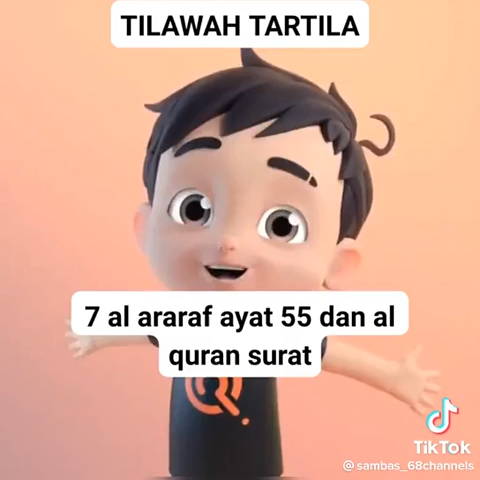 TILAWAH TARTILA
7 al araraf ayat 55 dan al
quran surat
TikTok
@sambas_68channels